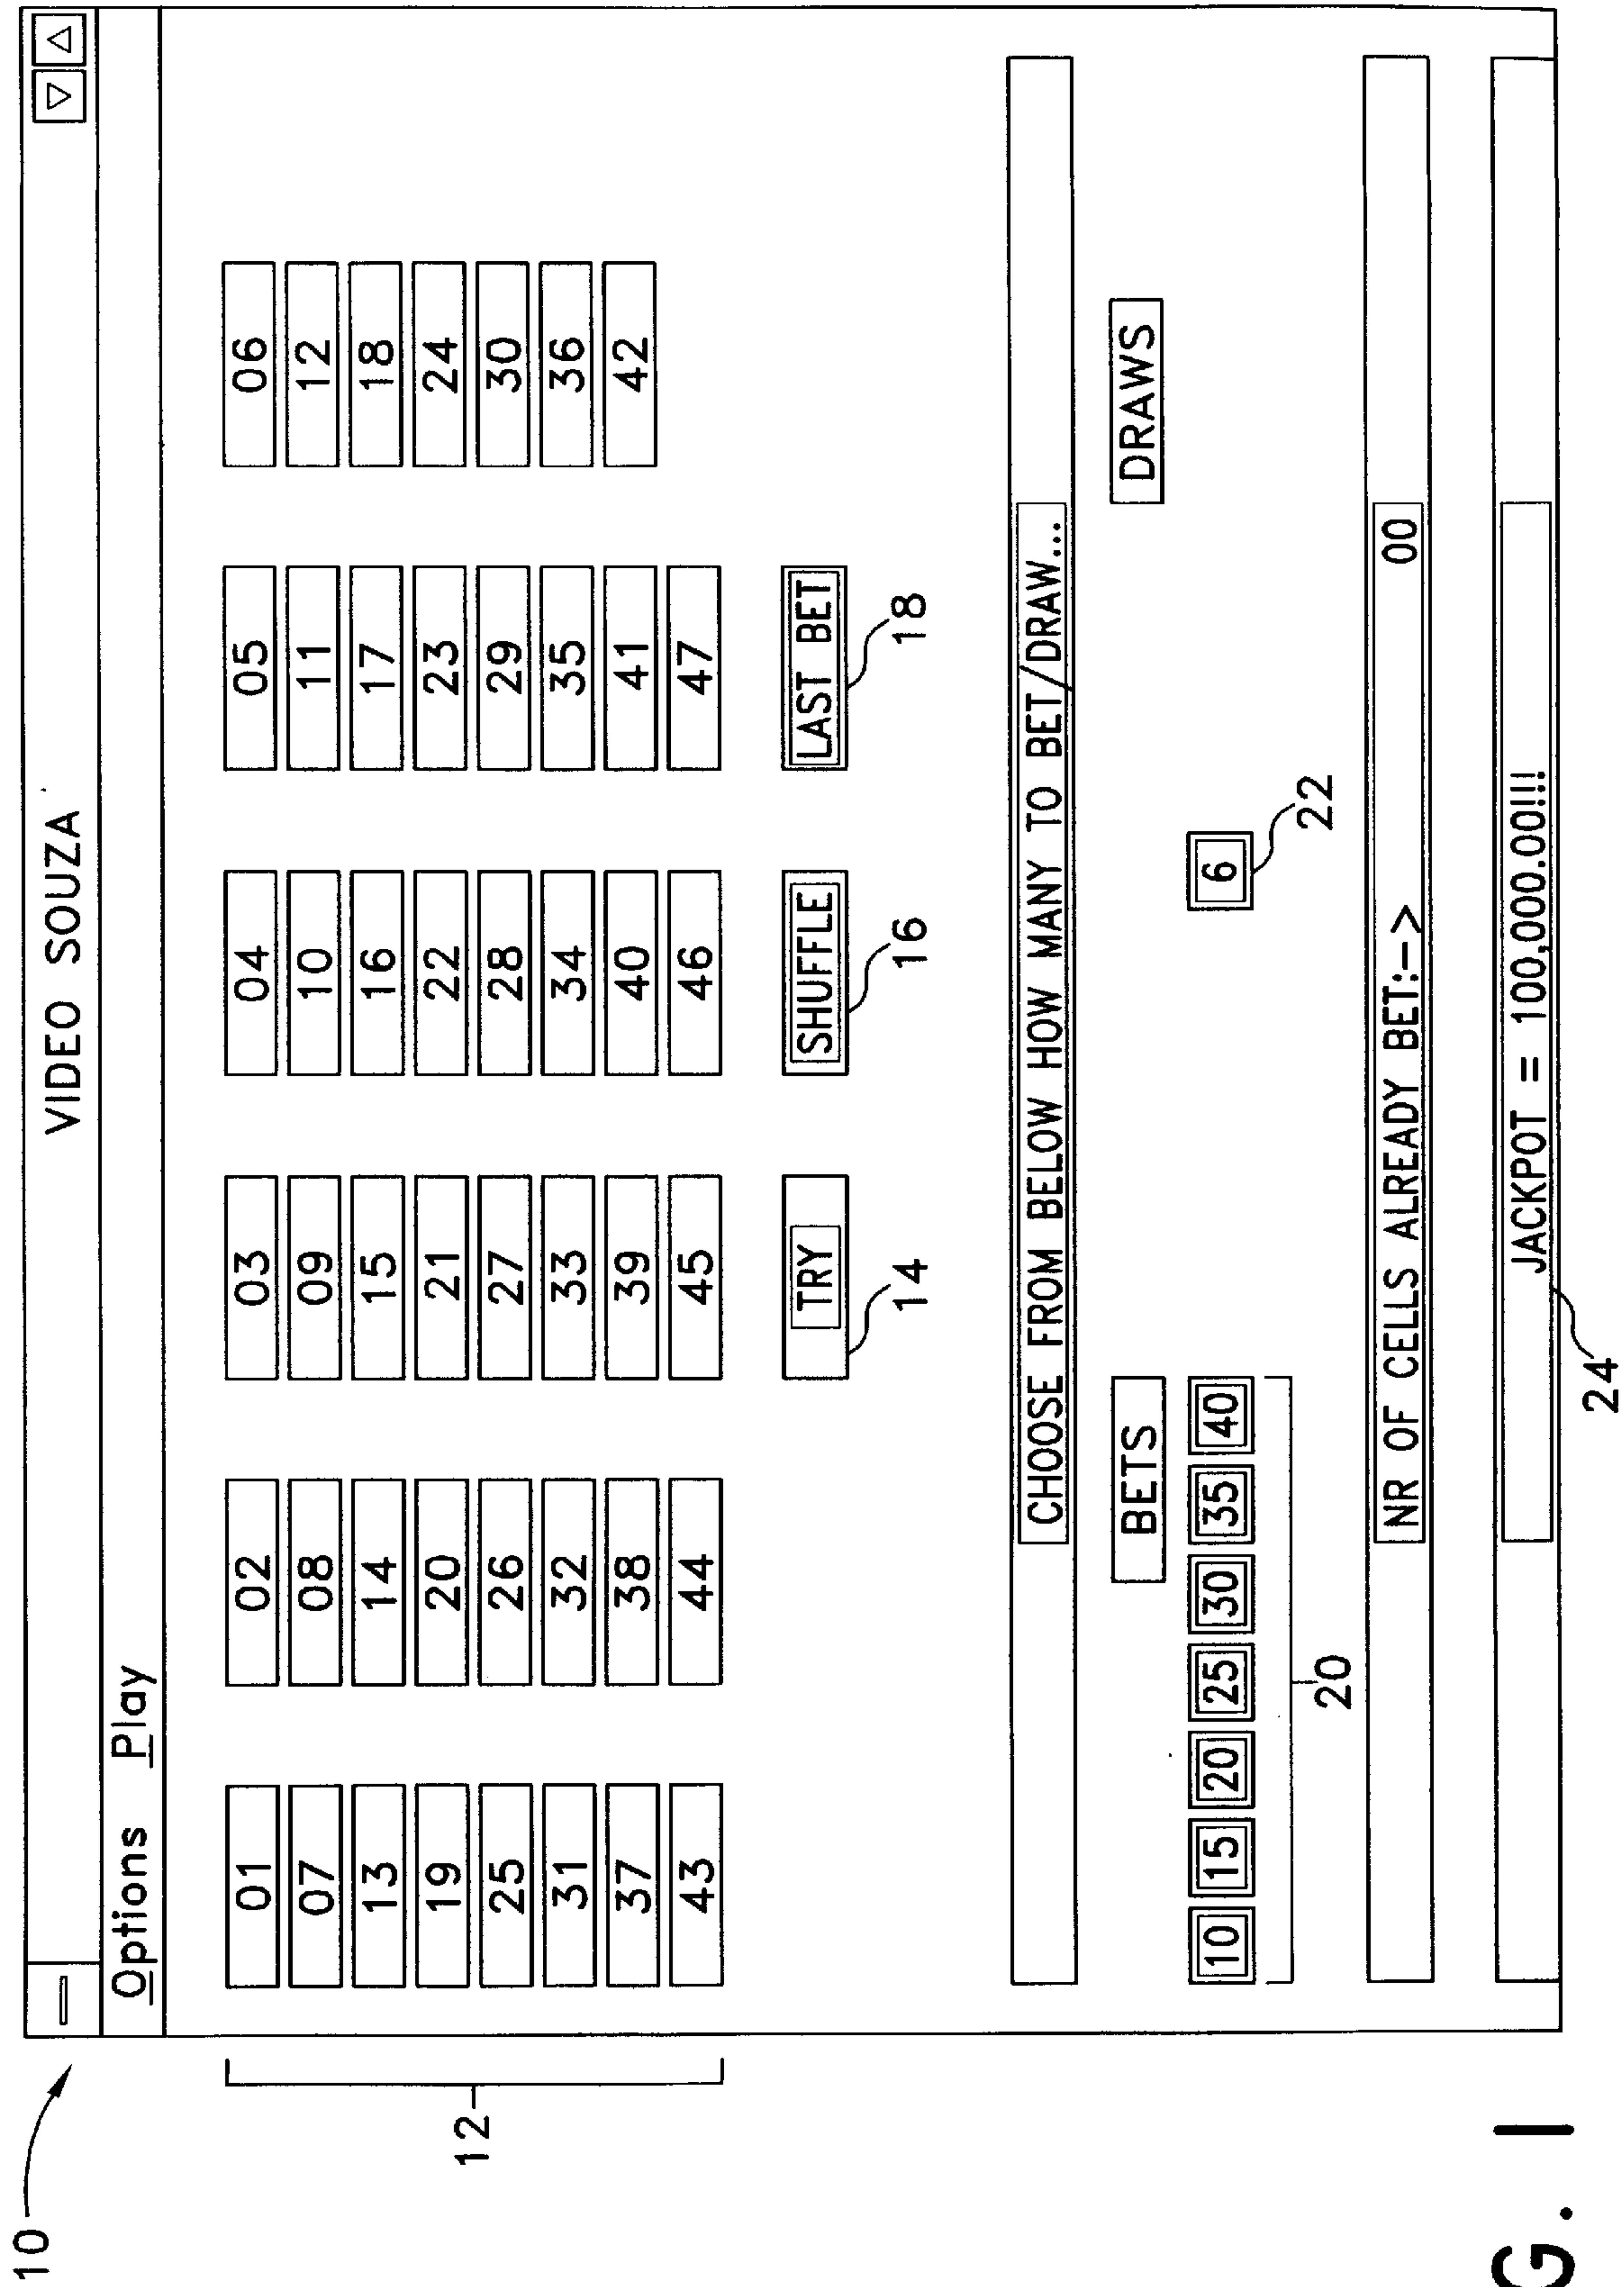 10
VIDEO SOUZA
Options Play
12
01 02 03 04 05 06
07 08 09 10 11 12
13 14 15 16 17 18
19 20 21 22 23 24
25 26 27 28 29 30
31 32 33 34 35 36
37 38 39 40 41 42
43 44 45 46 47
TRY SHUFFLE LAST BET
14 16 18
CHOOSE FROM BELOW HOW MANY TO BET/DRAW...
BETS DRAWS
10 15 20 25 30 35 40 6
20 22
NR OF CELLS ALREADY BET:—> 00
JACKPOT = 100,000.00!!!
24
G. 1